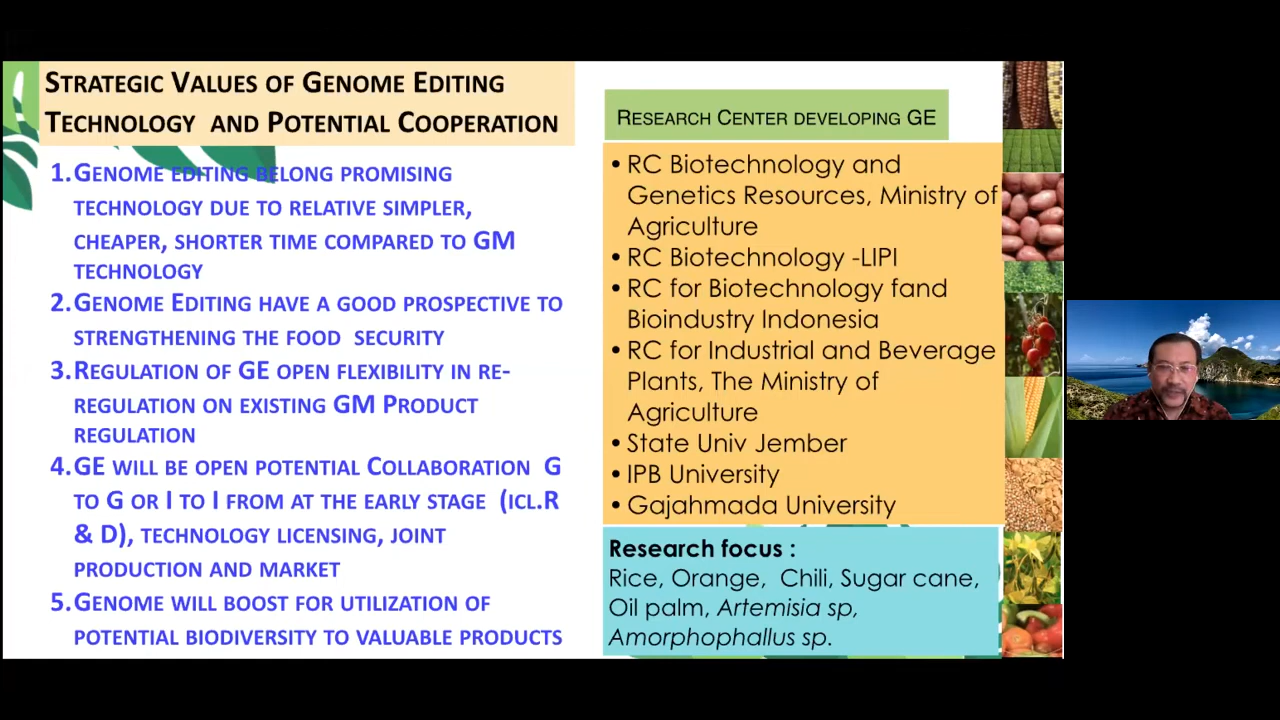 STRATEGIC VALUES OF GENOME EDITING
TECHNOLOGY AND POTENTIAL COOPERATION
1. GENOME EDITING BELONG PROMISING
TECHNOLOGY DUE TO RELATIVE SIMPLER,
CHEAPER, SHORTER TIME COMPARED TO GM
TECHNOLOGY
2. GENOME EDITING HAVE A GOOD PROSPECTIVE TO
STRENGTHENING THE FOOD SECURITY
3. REGULATION OF GE OPEN FLEXIBILITY IN RE-
REGULATION ON EXISTING GM PRODUCT
REGULATION
4. GE WILL BE OPEN POTENTIAL COLLABORATION G
TO G OR I TO I FROM AT THE EARLY STAGE (ICL.R
& D), TECHNOLOGY LICENSING, JOINT
PRODUCTION AND MARKET
5. GENOME WILL BOOST FOR UTILIZATION OF
POTENTIAL BIODIVERSITY TO VALUABLE PRODUCTS
RESEARCH CENTER DEVELOPING GE
• RC Biotechnology and
Genetics Resources, Ministry of
Agriculture
• RC Biotechnology -LIPI
• RC for Biotechnology fand
Bioindustry Indonesia
• RC for Industrial and Beverage
Plants, The Ministry of
Agriculture
• State Univ Jember
• IPB University
• Gajahmada University
Research focus :
Rice, Orange, Chili, Sugar cane,
Oil palm, Artemisia sp,
Amorphophallus sp.